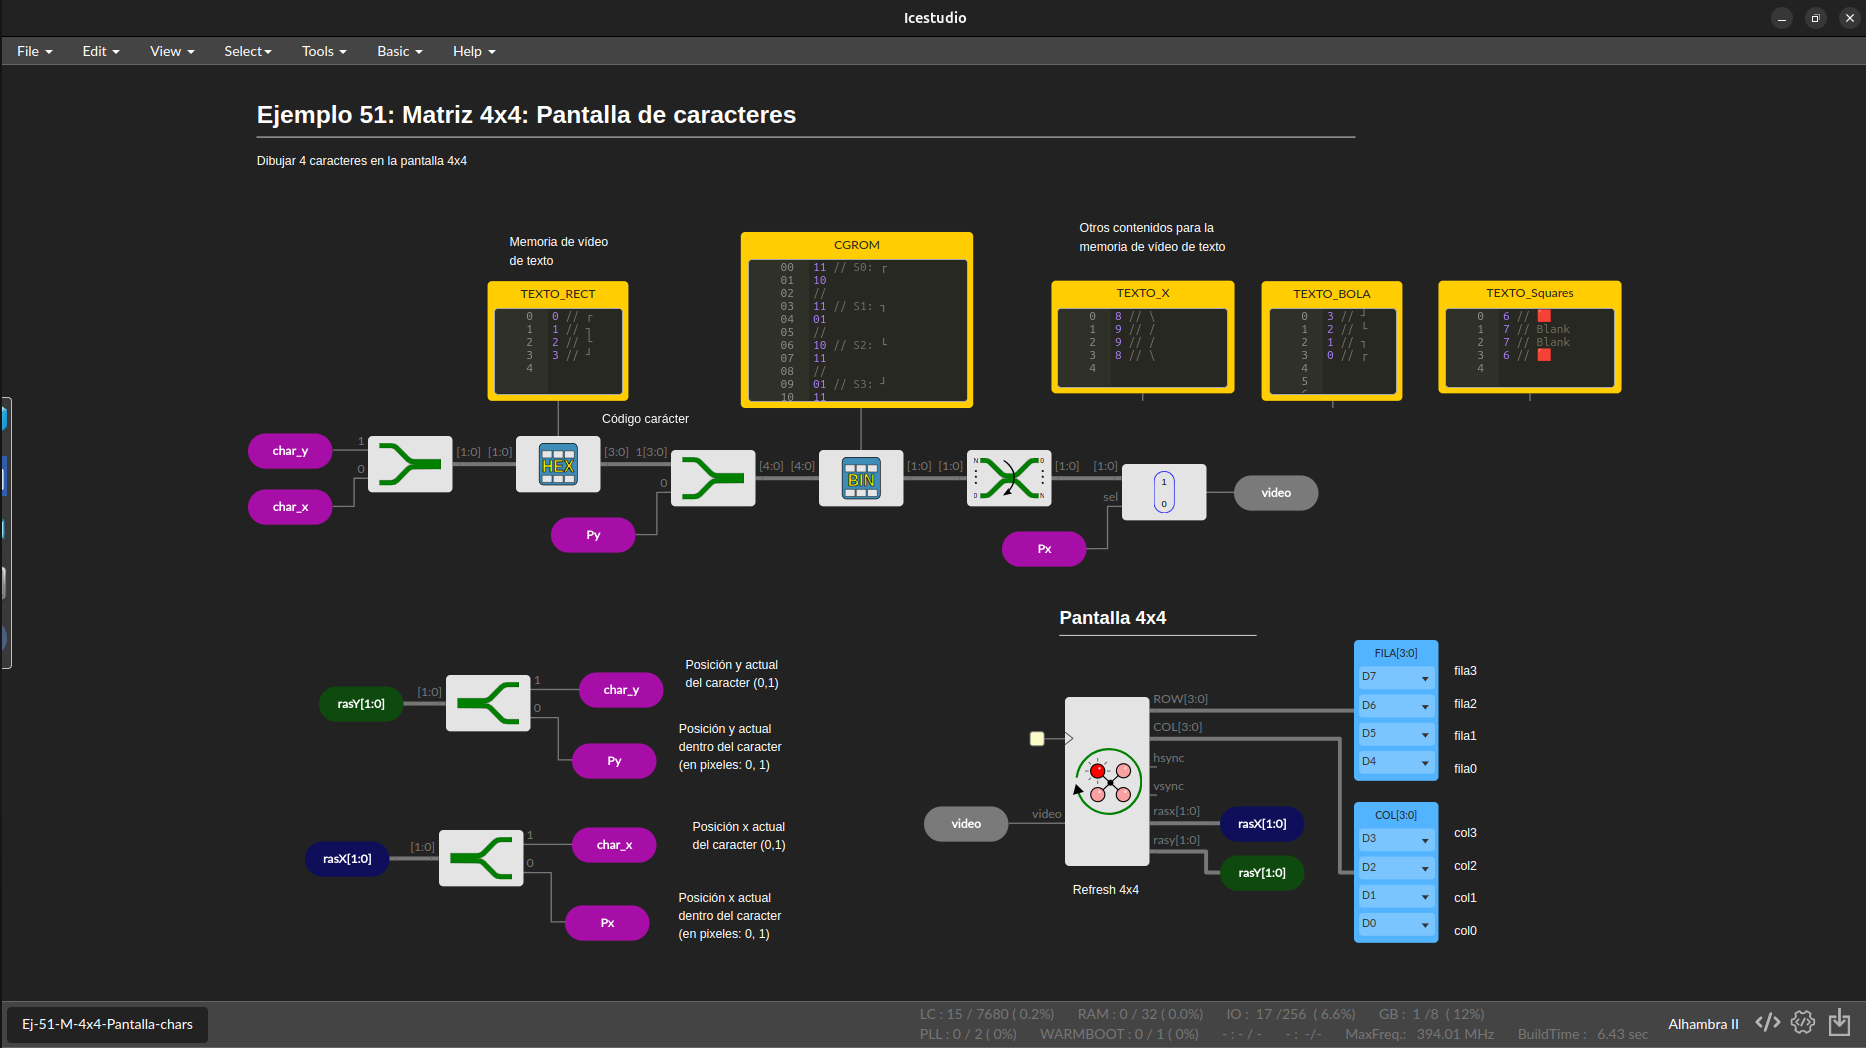 Icestudio
File Edit View Select Tools Basic Help
Ejemplo 51: Matriz 4x4: Pantalla de caracteres
Dibujar 4 caracteres en la pantalla 4x4
Memoria de vídeo
de texto
TEXTO_RECT
0 0 // ┌
1 1 // ┐
2 2 // └
3 3 // ┘
4
CGROM
00 11 // S0: ┌
01 10
02 //
03 11 // S1: ┐
04 01
05 //
06 10 // S2: └
07 11
08 //
09 01 // S3: ┘
10 11
Otros contenidos para la
memoria de vídeo de texto
TEXTO_X
0 8 // \
1 9 // /
2 9 // /
3 8 // \
4
TEXTO_BOLA
0 3 // ┘
1 2 // └
2 1 // ┐
3 0 // ┌
4
5
TEXTO_Squares
0 6 // 🟥
1 7 // Blank
2 7 // Blank
3 6 // 🟥
4
Código carácter
char_y 1
char_x 0
[1:0] [1:0]
HEX
[3:0] 1[3:0]
0
Py
[4:0] [4:0]
BIN
[1:0] [1:0]
N 0
0 N
[1:0] [1:0]
sel
1
0
Px
video
rasY[1:0] [1:0]
1 char_y
0 Py
Posición y actual
del caracter (0,1)
Posición y actual
dentro del caracter
(en pixeles: 0, 1)
rasX[1:0] [1:0]
1 char_x
0 Px
Posición x actual
del caracter (0,1)
Posición x actual
dentro del caracter
(en pixeles: 0, 1)
Pantalla 4x4
video video
ROW[3:0]
COL[3:0]
hsync
vsync
rasx[1:0] rasX[1:0]
rasy[1:0] rasY[1:0]
Refresh 4x4
FILA[3:0]
D7 fila3
D6 fila2
D5 fila1
D4 fila0
COL[3:0]
D3 col3
D2 col2
D1 col1
D0 col0
Ej-51-M-4x4-Pantalla-chars
LC : 15 / 7680 ( 0.2%) RAM : 0 / 32 ( 0.0%) IO : 17 /256 ( 6.6%) GB : 1 /8 ( 12%)
PLL : 0 / 2 ( 0%) WARMBOOT : 0 / 1 ( 0%) - : - / - - : -/- MaxFreq.: 394.01 MHz BuildTime : 6.43 sec
Alhambra II